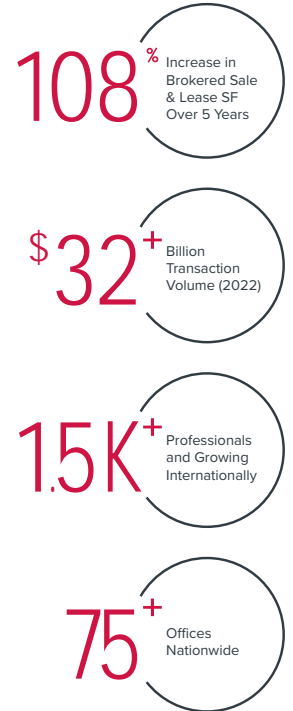 108%
Increase in
Brokered Sale
& Lease SF
Over 5 Years
$32+
Billion
Transaction
Volume (2022)
1.5K+
Professionals
and Growing
Internationally
75+
Offices
Nationwide